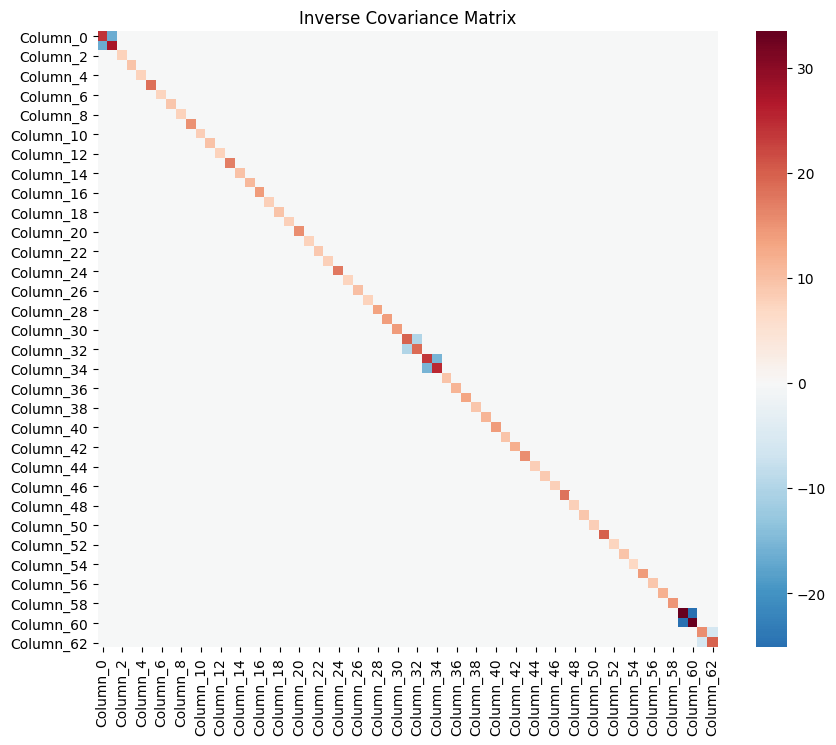 Inverse Covariance Matrix
Column_0
Column_2
Column_4
Column_6
Column_8
Column_10
Column_12
Column_14
Column_16
Column_18
Column_20
Column_22
Column_24
Column_26
Column_28
Column_30
Column_32
Column_34
Column_36
Column_38
Column_40
Column_42
Column_44
Column_46
Column_48
Column_50
Column_52
Column_54
Column_56
Column_58
Column_60
Column_62
Column_0
Column_2
Column_4
Column_6
Column_8
Column_10
Column_12
Column_14
Column_16
Column_18
Column_20
Column_22
Column_24
Column_26
Column_28
Column_30
Column_32
Column_34
Column_36
Column_38
Column_40
Column_42
Column_44
Column_46
Column_48
Column_50
Column_52
Column_54
Column_56
Column_58
Column_60
Column_62
30
20
10
0
−10
−20